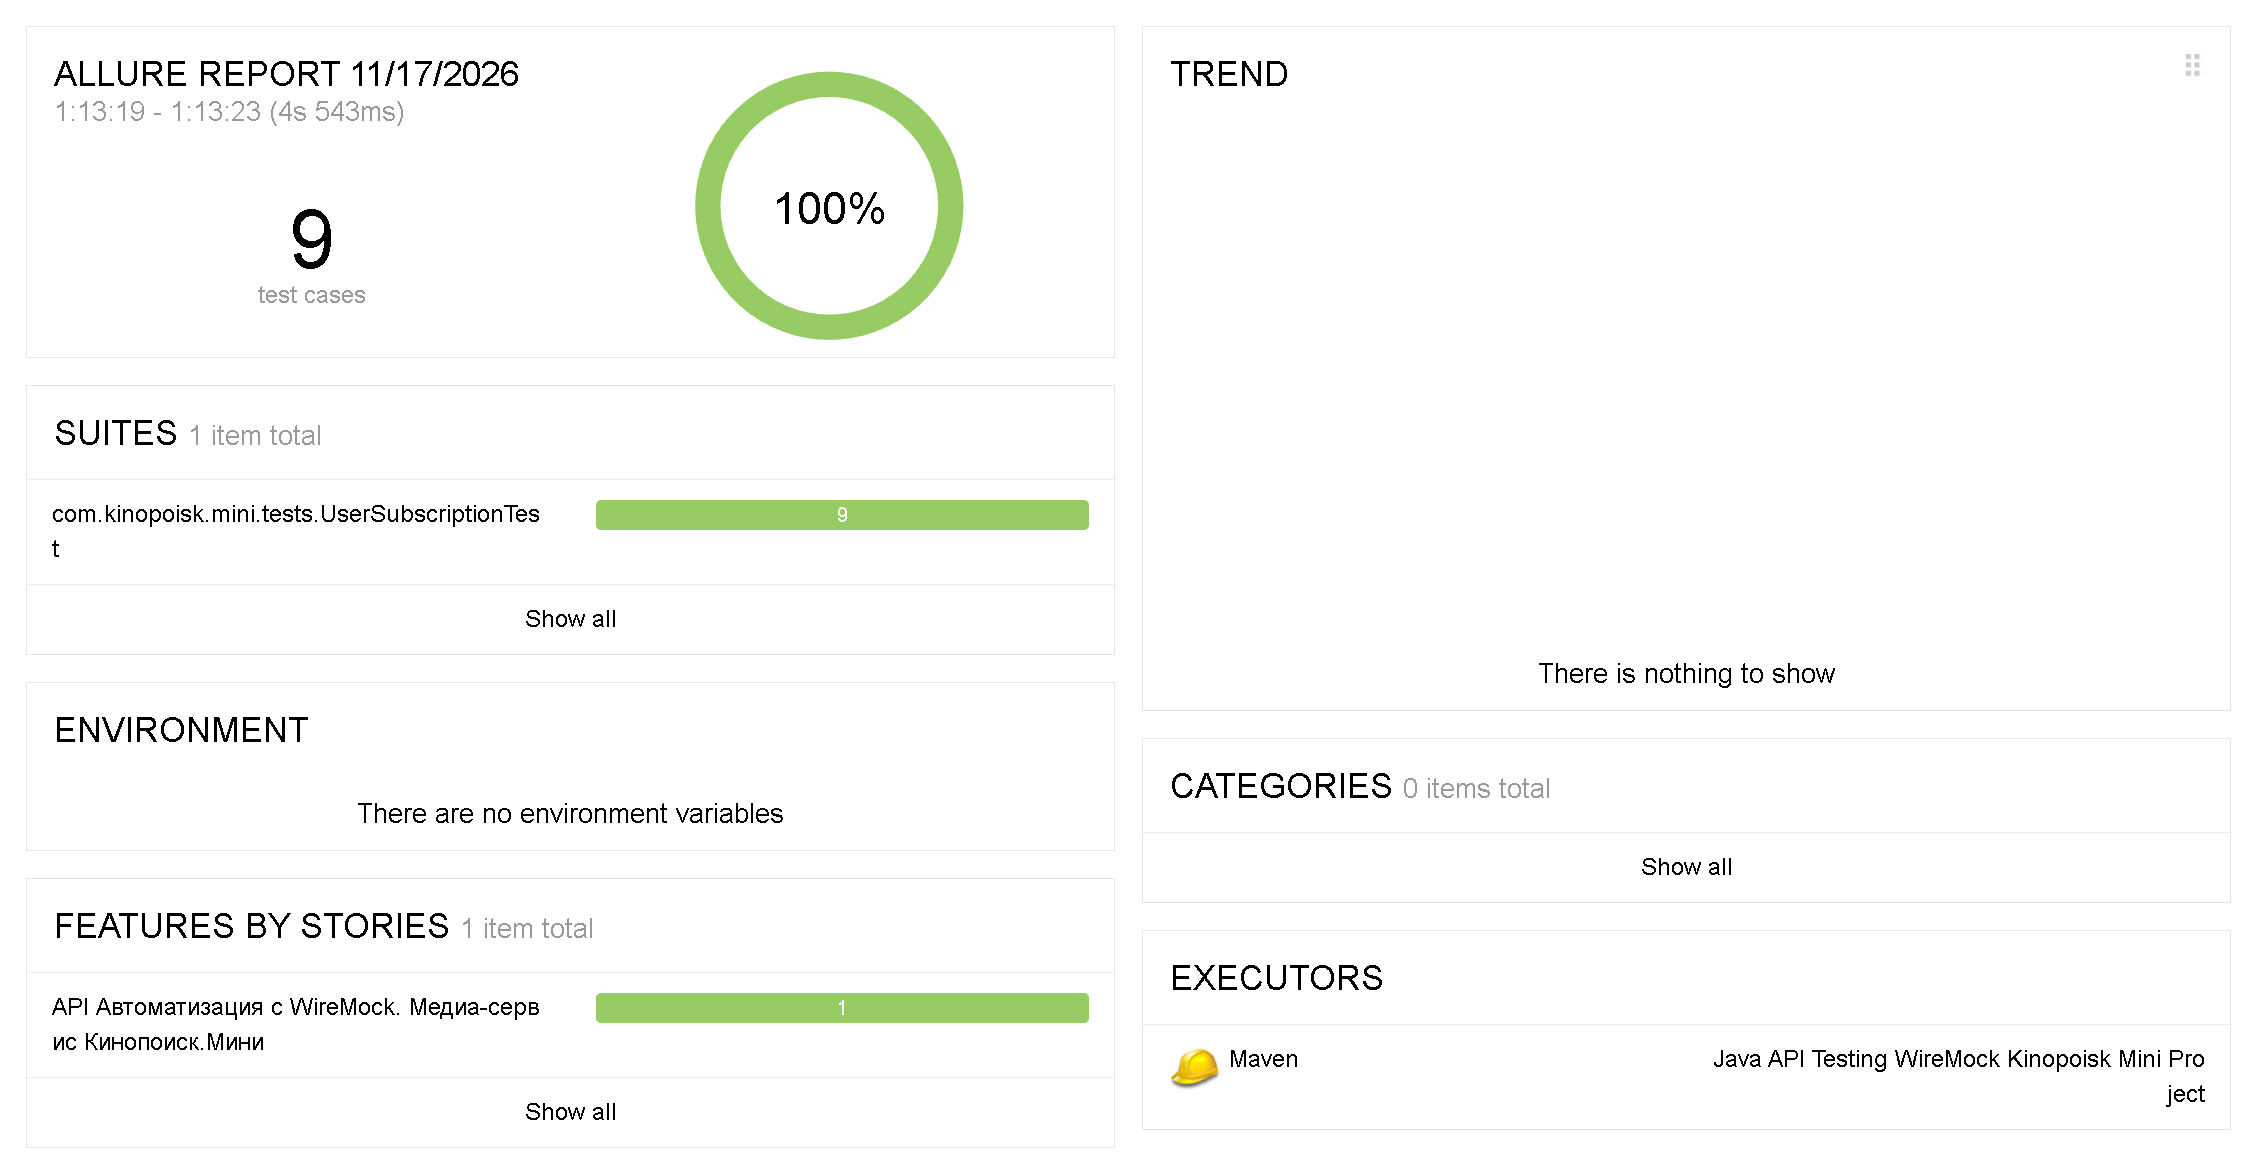 ALLURE REPORT 11/17/2026
1:13:19 - 1:13:23 (4s 543ms)
9
test cases
100%
SUITES 1 item total
com.kinopoisk.mini.tests.UserSubscriptionTes
t
9
Show all
ENVIRONMENT
There are no environment variables
FEATURES BY STORIES 1 item total
API Автоматизация с WireMock. Медиа-серв
ис Кинопоиск.Мини
1
Show all
TREND
There is nothing to show
CATEGORIES 0 items total
Show all
EXECUTORS
Maven
Java API Testing WireMock Kinopoisk Mini Pro
ject